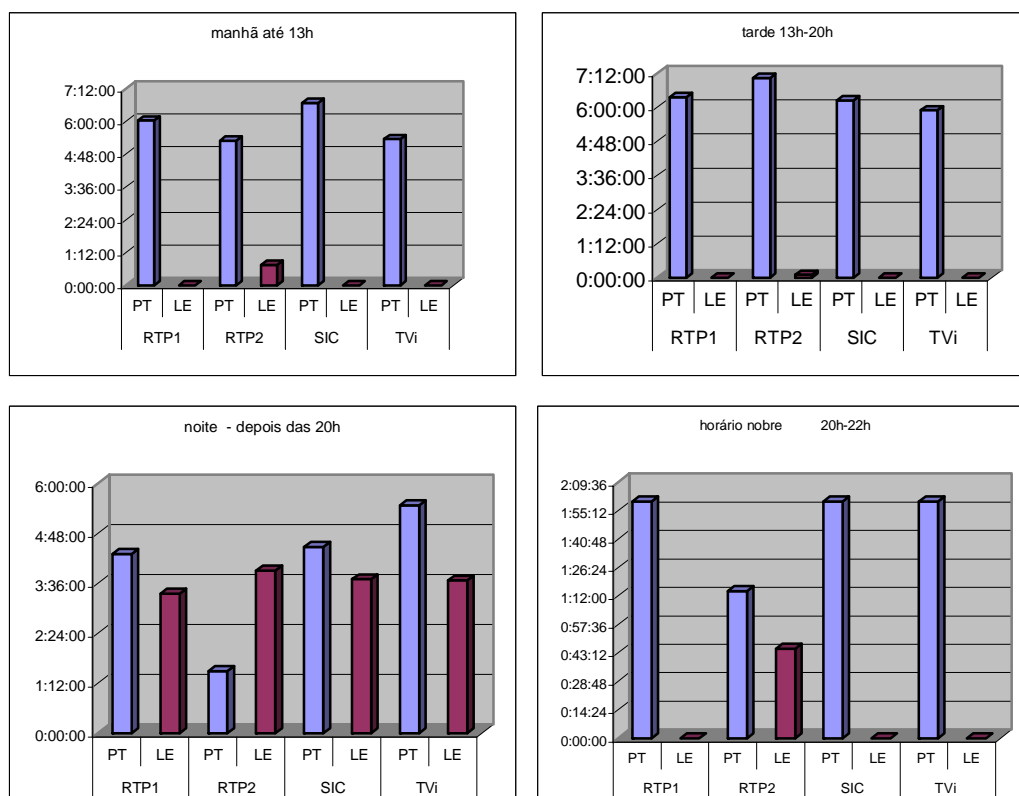 manhã até 13h
7:12:00
6:00:00
4:48:00
3:36:00
2:24:00
1:12:00
0:00:00
PT LE PT LE PT LE PT LE
RTP1 RTP2 SIC TVi
tarde 13h-20h
7:12:00
6:00:00
4:48:00
3:36:00
2:24:00
1:12:00
0:00:00
PT LE PT LE PT LE PT LE
RTP1 RTP2 SIC TVi
noite - depois das 20h
6:00:00
4:48:00
3:36:00
2:24:00
1:12:00
0:00:00
PT LE PT LE PT LE PT LE
RTP1 RTP2 SIC TVi
horário nobre 20h-22h
2:09:36
1:55:12
1:40:48
1:26:24
1:12:00
0:57:36
0:43:12
0:28:48
0:14:24
0:00:00
PT LE PT LE PT LE PT LE
RTP1 RTP2 SIC TVi